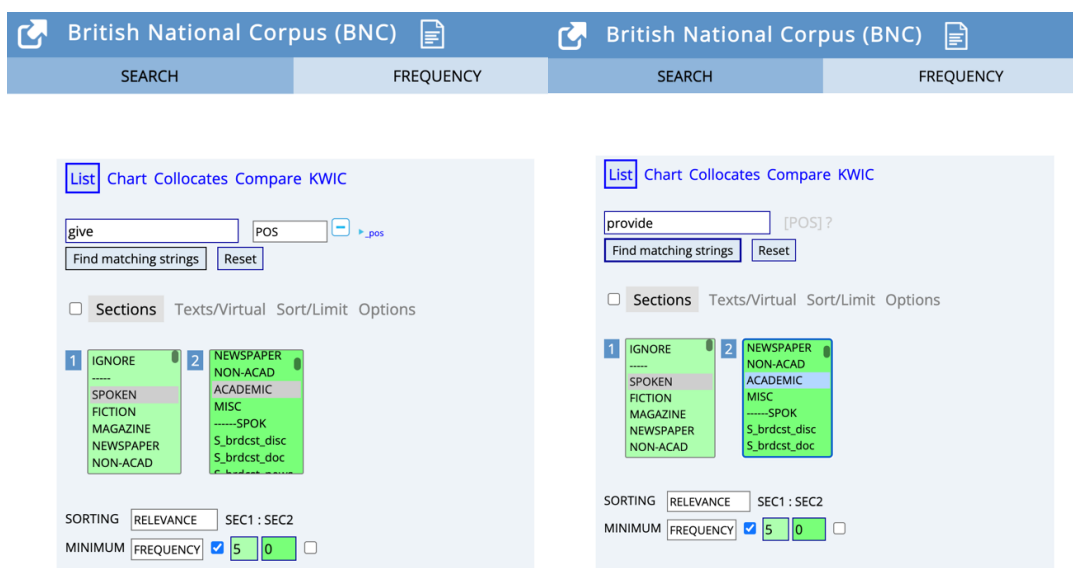 British National Corpus (BNC)
SEARCH FREQUENCY
List Chart Collocates Compare KWIC
give POS ▸_pos
Find matching strings Reset
Sections Texts/Virtual Sort/Limit Options
1 2
IGNORE
-----
SPOKEN
FICTION
MAGAZINE
NEWSPAPER
NON-ACAD
NEWSPAPER
NON-ACAD
ACADEMIC
MISC
------SPOK
S_brdcst_disc
S_brdcst_doc
SORTING RELEVANCE SEC1 : SEC2
MINIMUM FREQUENCY 5 0
British National Corpus (BNC)
SEARCH FREQUENCY
List Chart Collocates Compare KWIC
provide [POS] ?
Find matching strings Reset
Sections Texts/Virtual Sort/Limit Options
1 2
IGNORE
-----
SPOKEN
FICTION
MAGAZINE
NEWSPAPER
NON-ACAD
NEWSPAPER
NON-ACAD
ACADEMIC
MISC
------SPOK
S_brdcst_disc
S_brdcst_doc
SORTING RELEVANCE SEC1 : SEC2
MINIMUM FREQUENCY 5 0